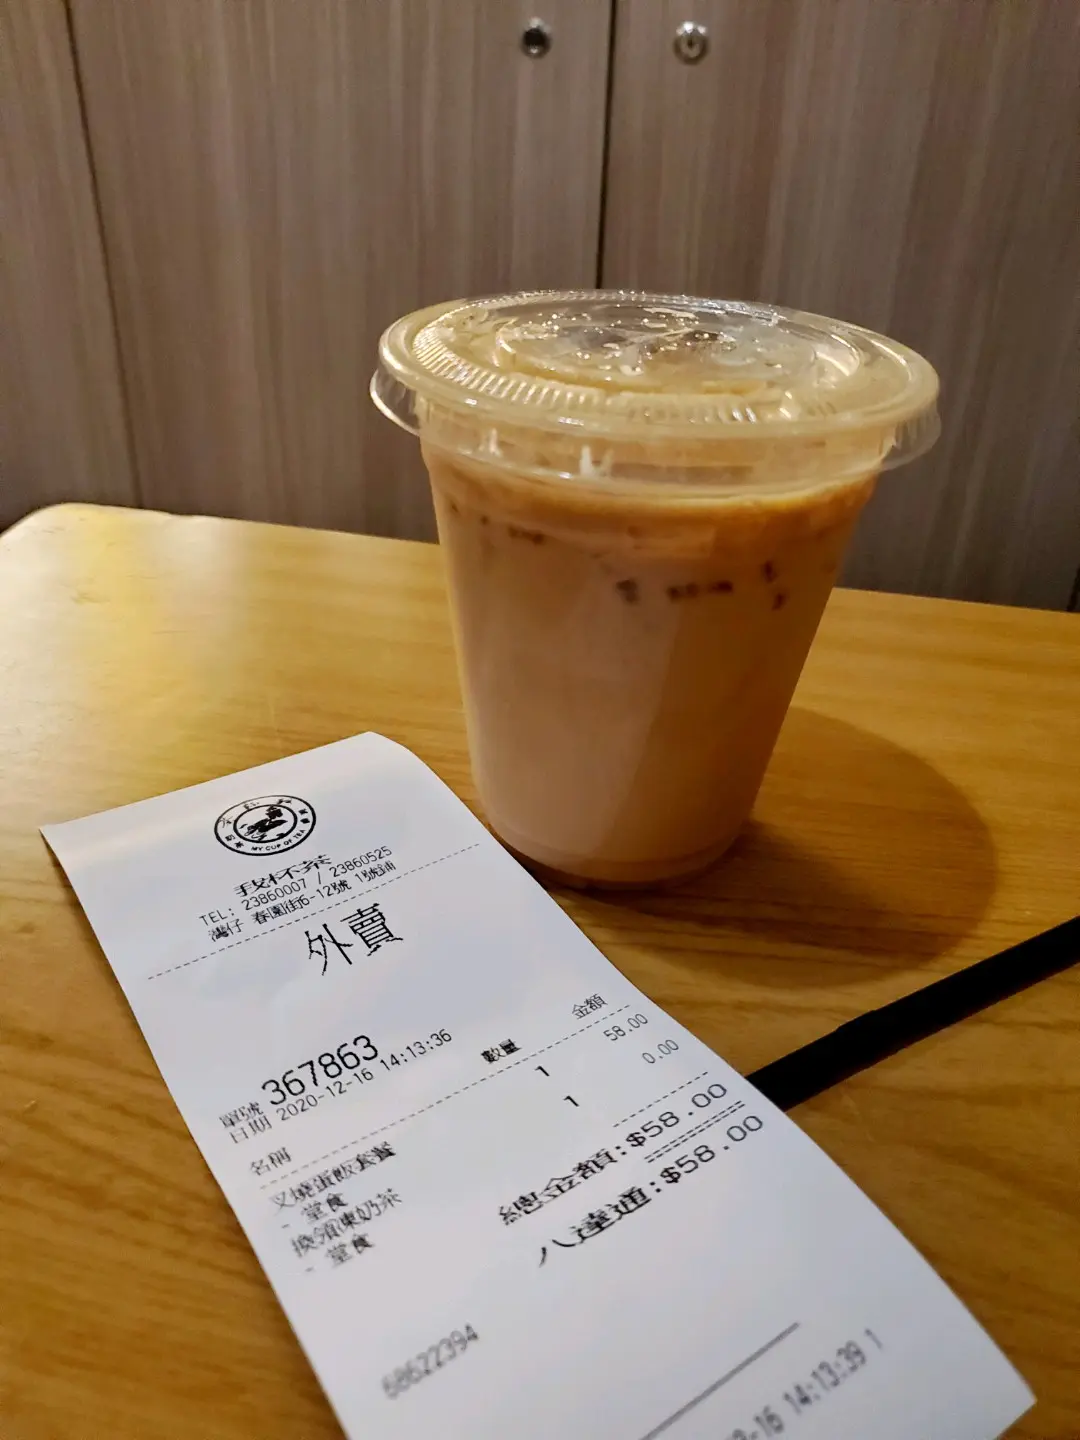 MY CUP OF TEA
我杯茶
TEL: 23860007 / 23860525
灣仔 春園街6-12號 1號舖
外賣
單號 367863
日期 2020-12-16 14:13:36
名稱 數量 金額
叉燒蛋飯套餐 1 58.00
- 堂食
換領凍奶茶 1 0.00
- 堂食
總金額:$58.00
八達通:$58.00
68622394
-16 14:13:39 1